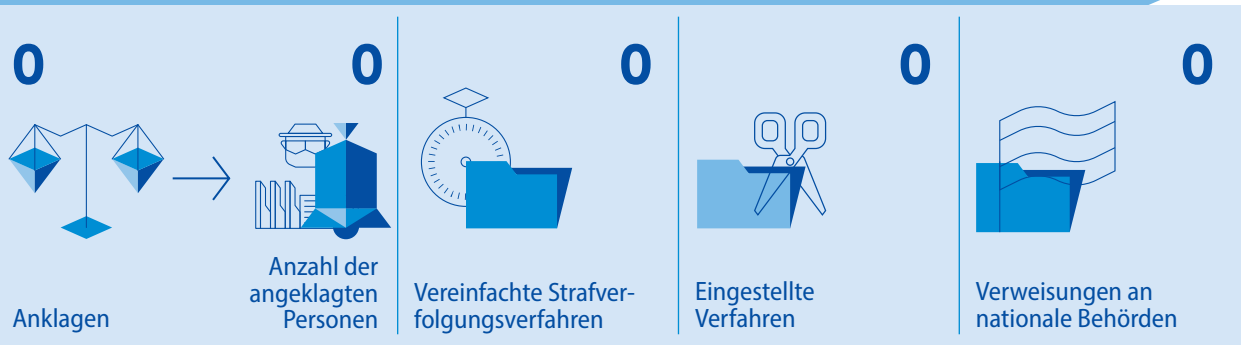 0
Anklagen
0
Anzahl der
angeklagten
Personen
0
Vereinfachte Strafver-
folgungsverfahren
0
Eingestellte
Verfahren
0
Verweisungen an
nationale Behörden